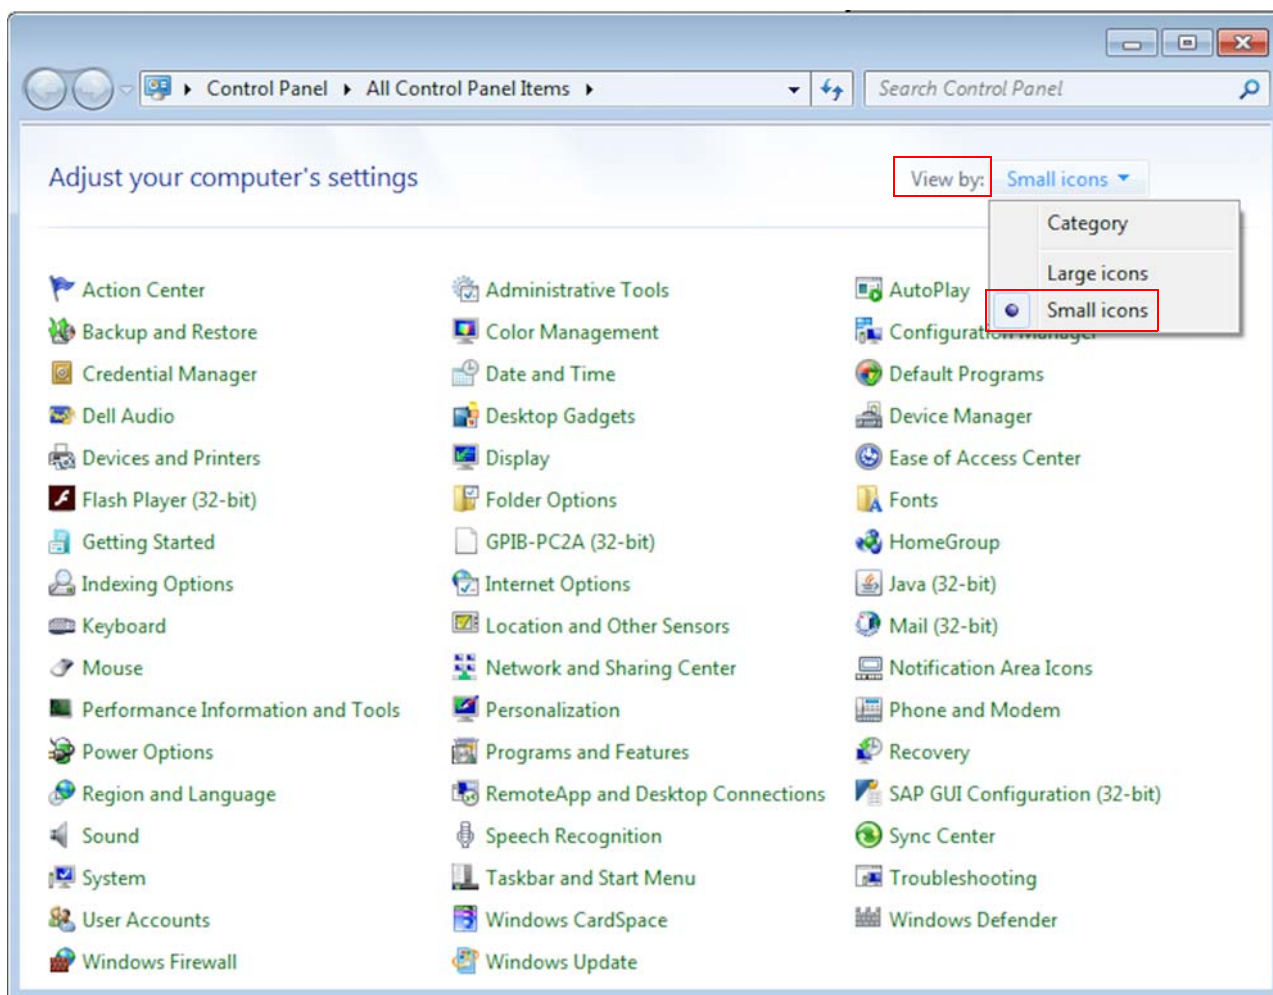 Control Panel All Control Panel Items Search Control Panel
Adjust your computer's settings View by: Small icons
Category
Large icons
Small icons
Action Center Administrative Tools AutoPlay
Backup and Restore Color Management Configuration Manager
Credential Manager Date and Time Default Programs
Dell Audio Desktop Gadgets Device Manager
Devices and Printers Display Ease of Access Center
Flash Player (32-bit) Folder Options Fonts
Getting Started GPIB-PC2A (32-bit) HomeGroup
Indexing Options Internet Options Java (32-bit)
Keyboard Location and Other Sensors Mail (32-bit)
Mouse Network and Sharing Center Notification Area Icons
Performance Information and Tools Personalization Phone and Modem
Power Options Programs and Features Recovery
Region and Language RemoteApp and Desktop Connections SAP GUI Configuration (32-bit)
Sound Speech Recognition Sync Center
System Taskbar and Start Menu Troubleshooting
User Accounts Windows CardSpace Windows Defender
Windows Firewall Windows Update